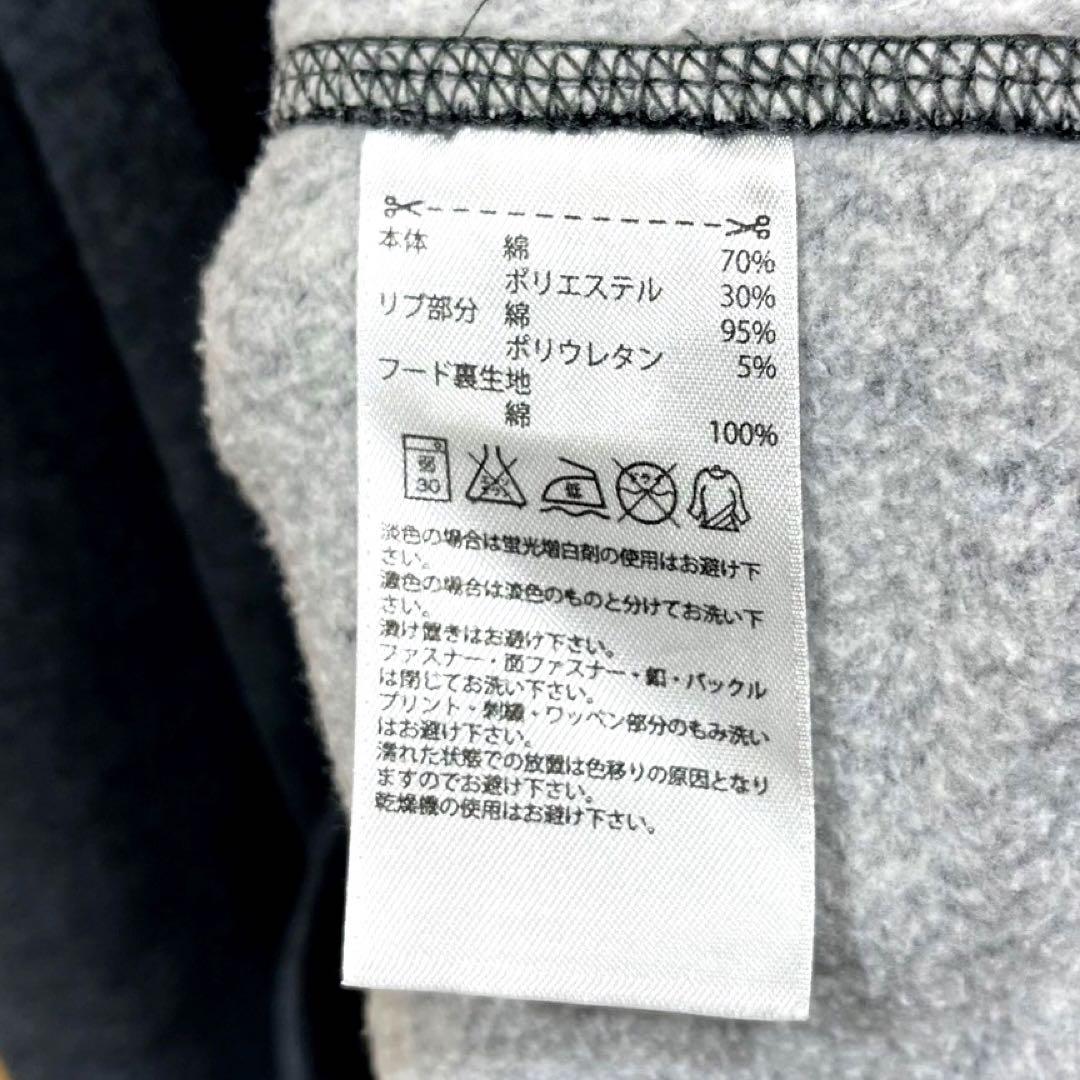 本体 綿 70%
ポリエステル 30%
リブ部分 綿 95%
ポリウレタン 5%
フード裏生地
綿 100%
弱
30
低
淡色の場合は蛍光増白剤の使用はお避け下
さい。
濃色の場合は淡色のものと分けてお洗い下
さい。
漬け置きはお避け下さい。
ファスナー・面ファスナー・釦・バックル
は閉じてお洗い下さい。
プリント・刺繍・ワッペン部分のもみ洗い
はお避け下さい。
濡れた状態での放置は色移りの原因となり
ますのでお避け下さい。
乾燥機の使用はお避け下さい。